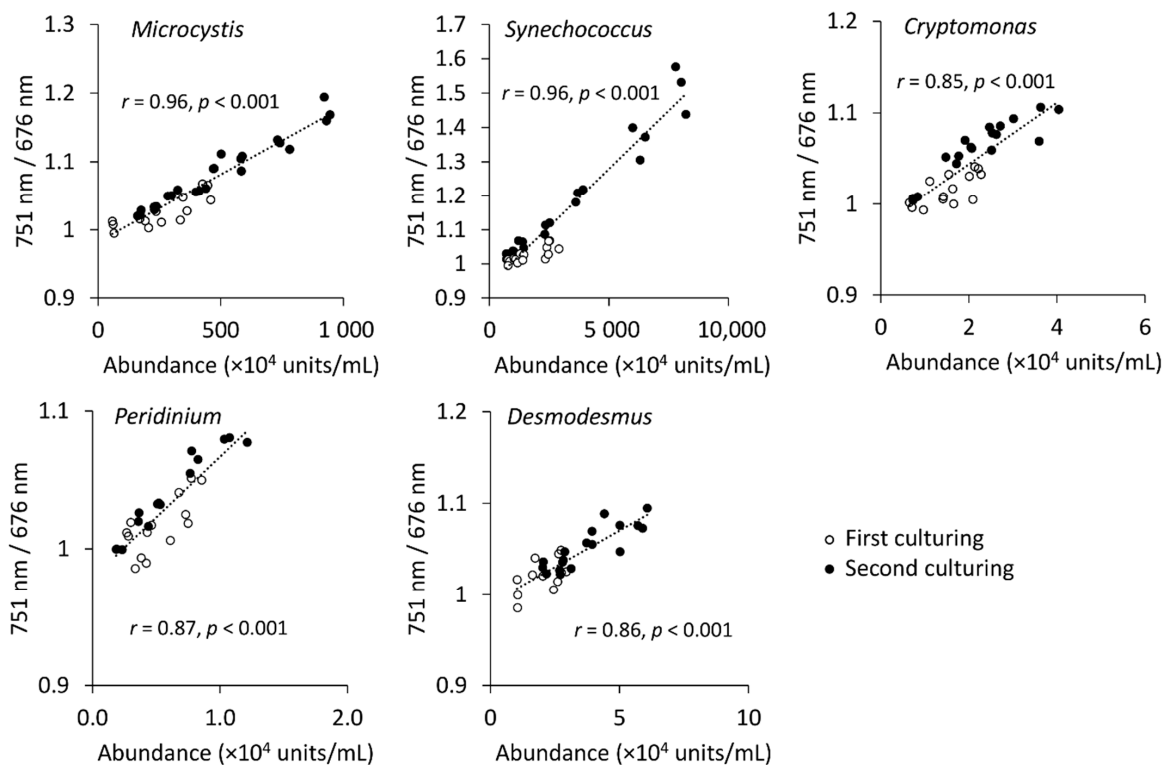 Microcystis
r = 0.96, p < 0.001
751 nm / 676 nm
1.3
1.2
1.1
1
0.9
0
500
1 000
Abundance (×10⁴ units/mL)
Synechococcus
r = 0.96, p < 0.001
751 nm / 676 nm
1.7
1.6
1.5
1.4
1.3
1.2
1.1
1
0.9
0
5 000
10,000
Abundance (×10⁴ units/mL)
Cryptomonas
r = 0.85, p < 0.001
751 nm / 676 nm
1.2
1.1
1.0
0.9
0
2
4
6
Abundance (×10⁴ units/mL)
Peridinium
r = 0.87, p < 0.001
751 nm / 676 nm
1.1
1
0.9
0.0
1.0
2.0
Abundance (×10⁴ units/mL)
Desmodesmus
r = 0.86, p < 0.001
751 nm / 676 nm
1.2
1.1
1
0.9
0
5
10
Abundance (×10⁴ units/mL)
First culturing
Second culturing